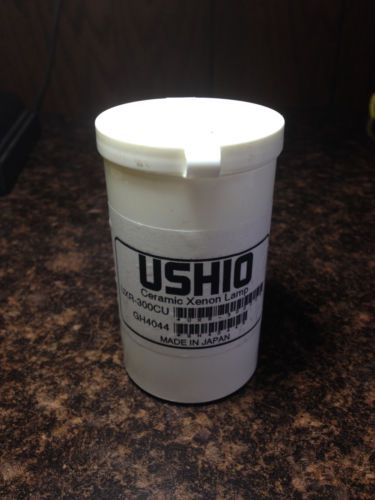 USHIO
Ceramic Xenon Lamp
UXR-300CU
GH4044
MADE IN JAPAN